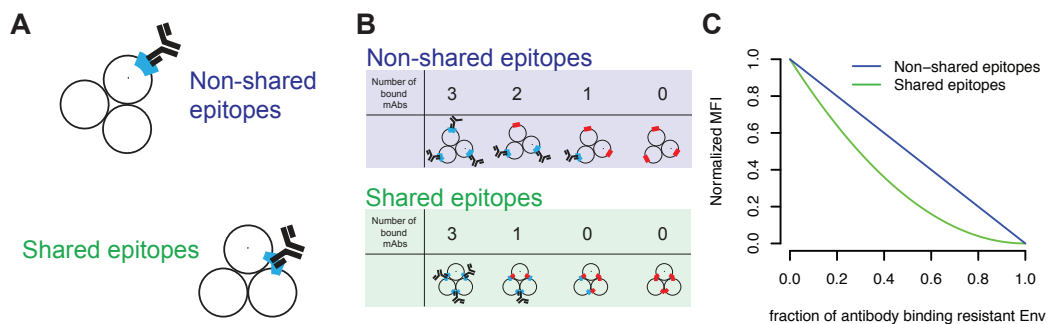 A
Non-shared
epitopes
Shared epitopes
B
Non-shared epitopes
Number of
bound
mAbs
3 2 1 0
Shared epitopes
Number of
bound
mAbs
3 1 0 0
C
Normalized MFI
1.0
0.8
0.6
0.4
0.2
0.0
Non−shared epitopes
Shared epitopes
0.0 0.2 0.4 0.6 0.8 1.0
fraction of antibody binding resistant Env